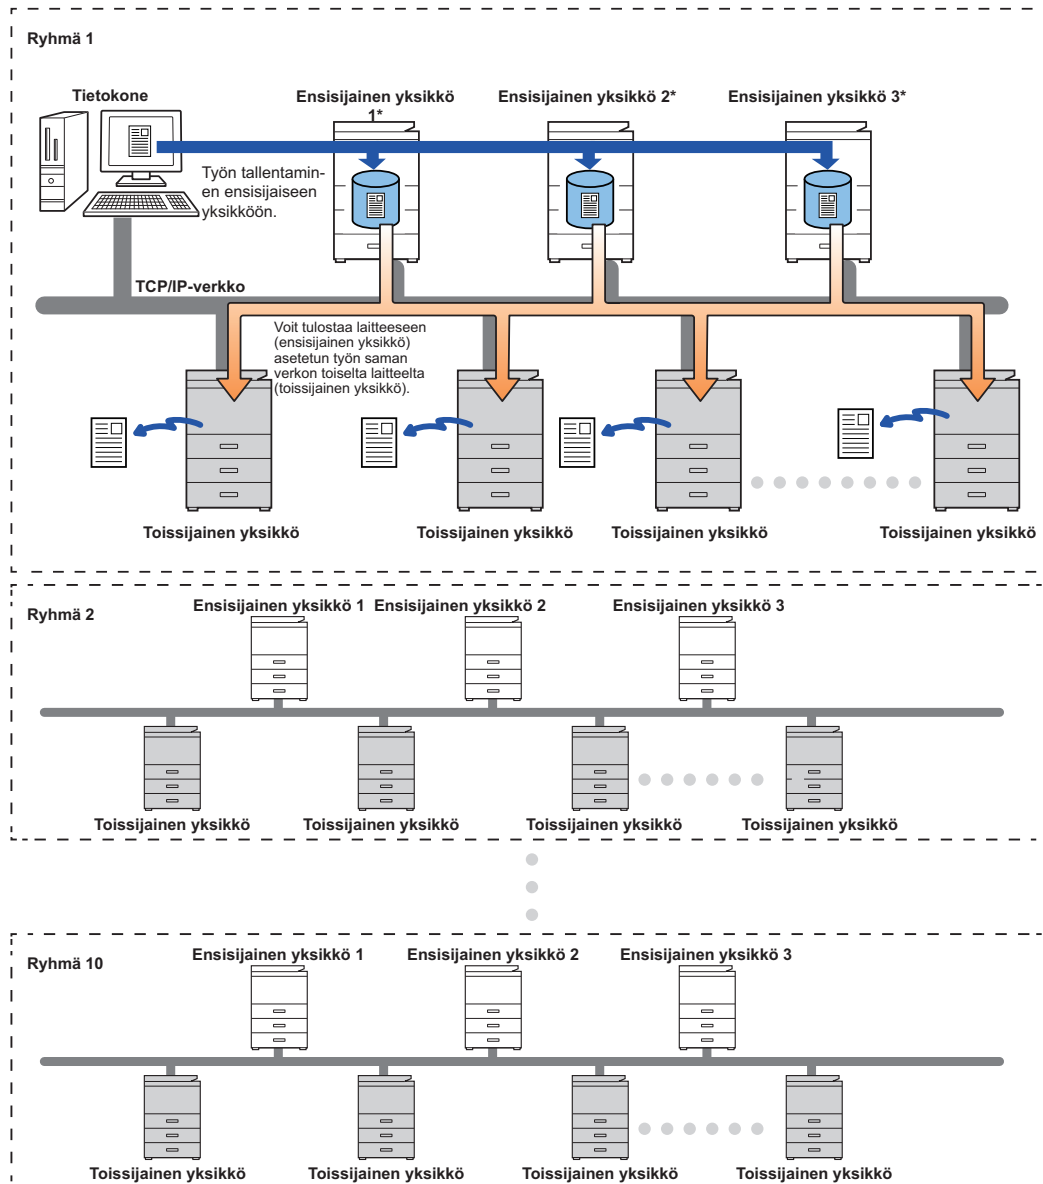 Ryhmä 1
Tietokone
Ensisijainen yksikkö
1*
Ensisijainen yksikkö 2*
Ensisijainen yksikkö 3*
Työn tallentamin-
en ensisijaiseen
yksikköön.
TCP/IP-verkko
Voit tulostaa laitteeseen
(ensisijainen yksikkö)
asetetun työn saman
verkon toiselta laitteelta
(toissijainen yksikkö).
Toissijainen yksikkö
Toissijainen yksikkö
Toissijainen yksikkö
Toissijainen yksikkö
Ryhmä 2
Ensisijainen yksikkö 1
Ensisijainen yksikkö 2
Ensisijainen yksikkö 3
Toissijainen yksikkö
Toissijainen yksikkö
Toissijainen yksikkö
Toissijainen yksikkö
Ryhmä 10
Ensisijainen yksikkö 1
Ensisijainen yksikkö 2
Ensisijainen yksikkö 3
Toissijainen yksikkö
Toissijainen yksikkö
Toissijainen yksikkö
Toissijainen yksikkö